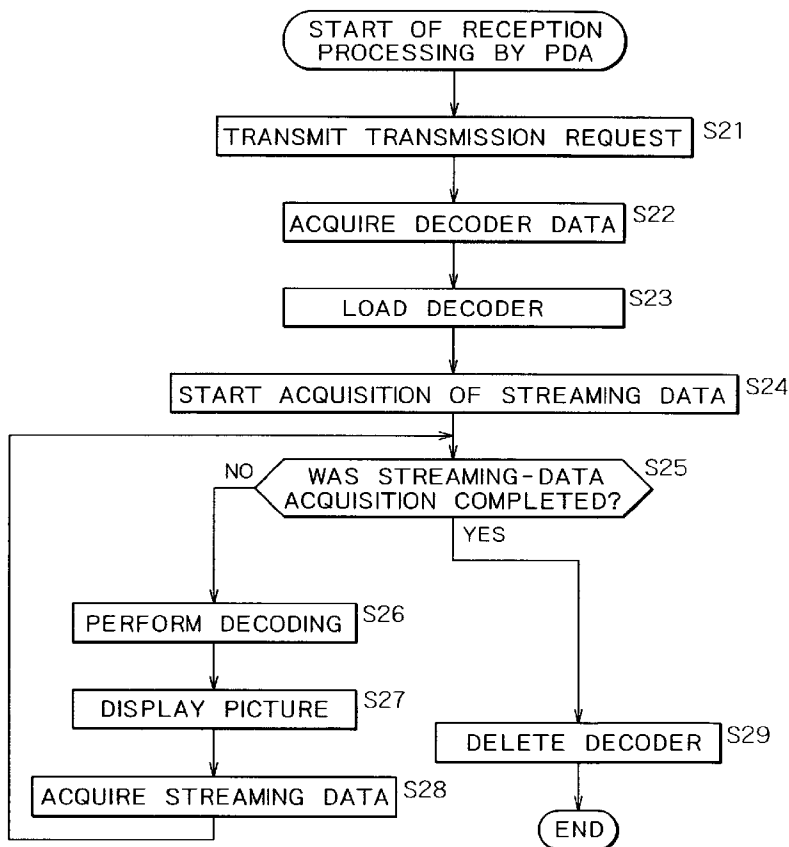 START OF RECEPTION
PROCESSING BY PDA
TRANSMIT TRANSMISSION REQUEST
S21
ACQUIRE DECODER DATA
S22
LOAD DECODER
S23
START ACQUISITION OF STREAMING DATA
S24
WAS STREAMING-DATA
ACQUISITION COMPLETED?
S25
NO
YES
PERFORM DECODING
S26
DISPLAY PICTURE
S27
ACQUIRE STREAMING DATA
S28
DELETE DECODER
S29
END